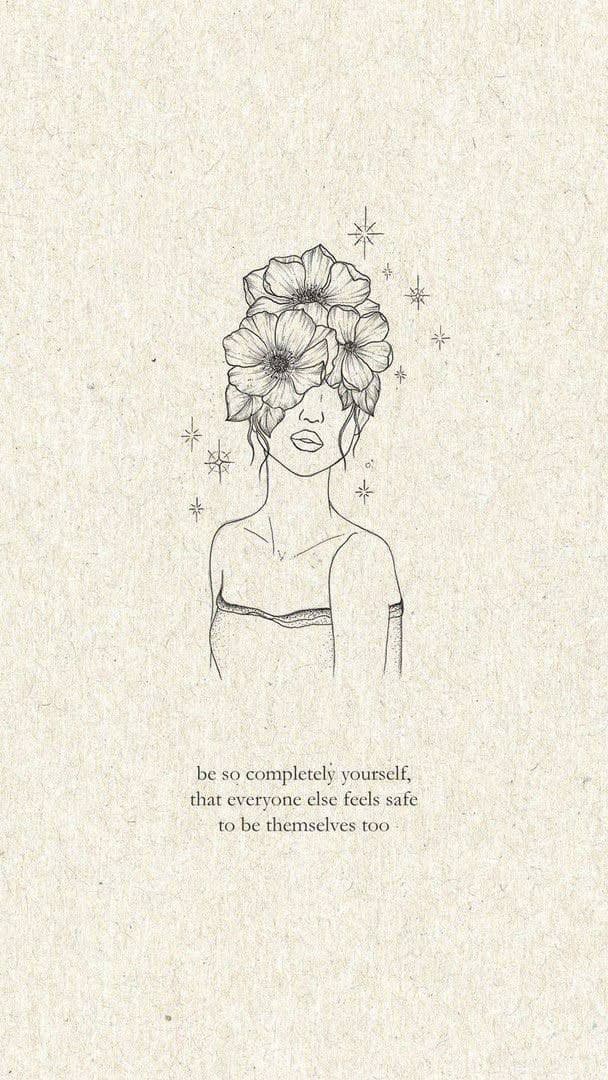 be so completely yourself,
that everyone else feels safe
to be themselves too